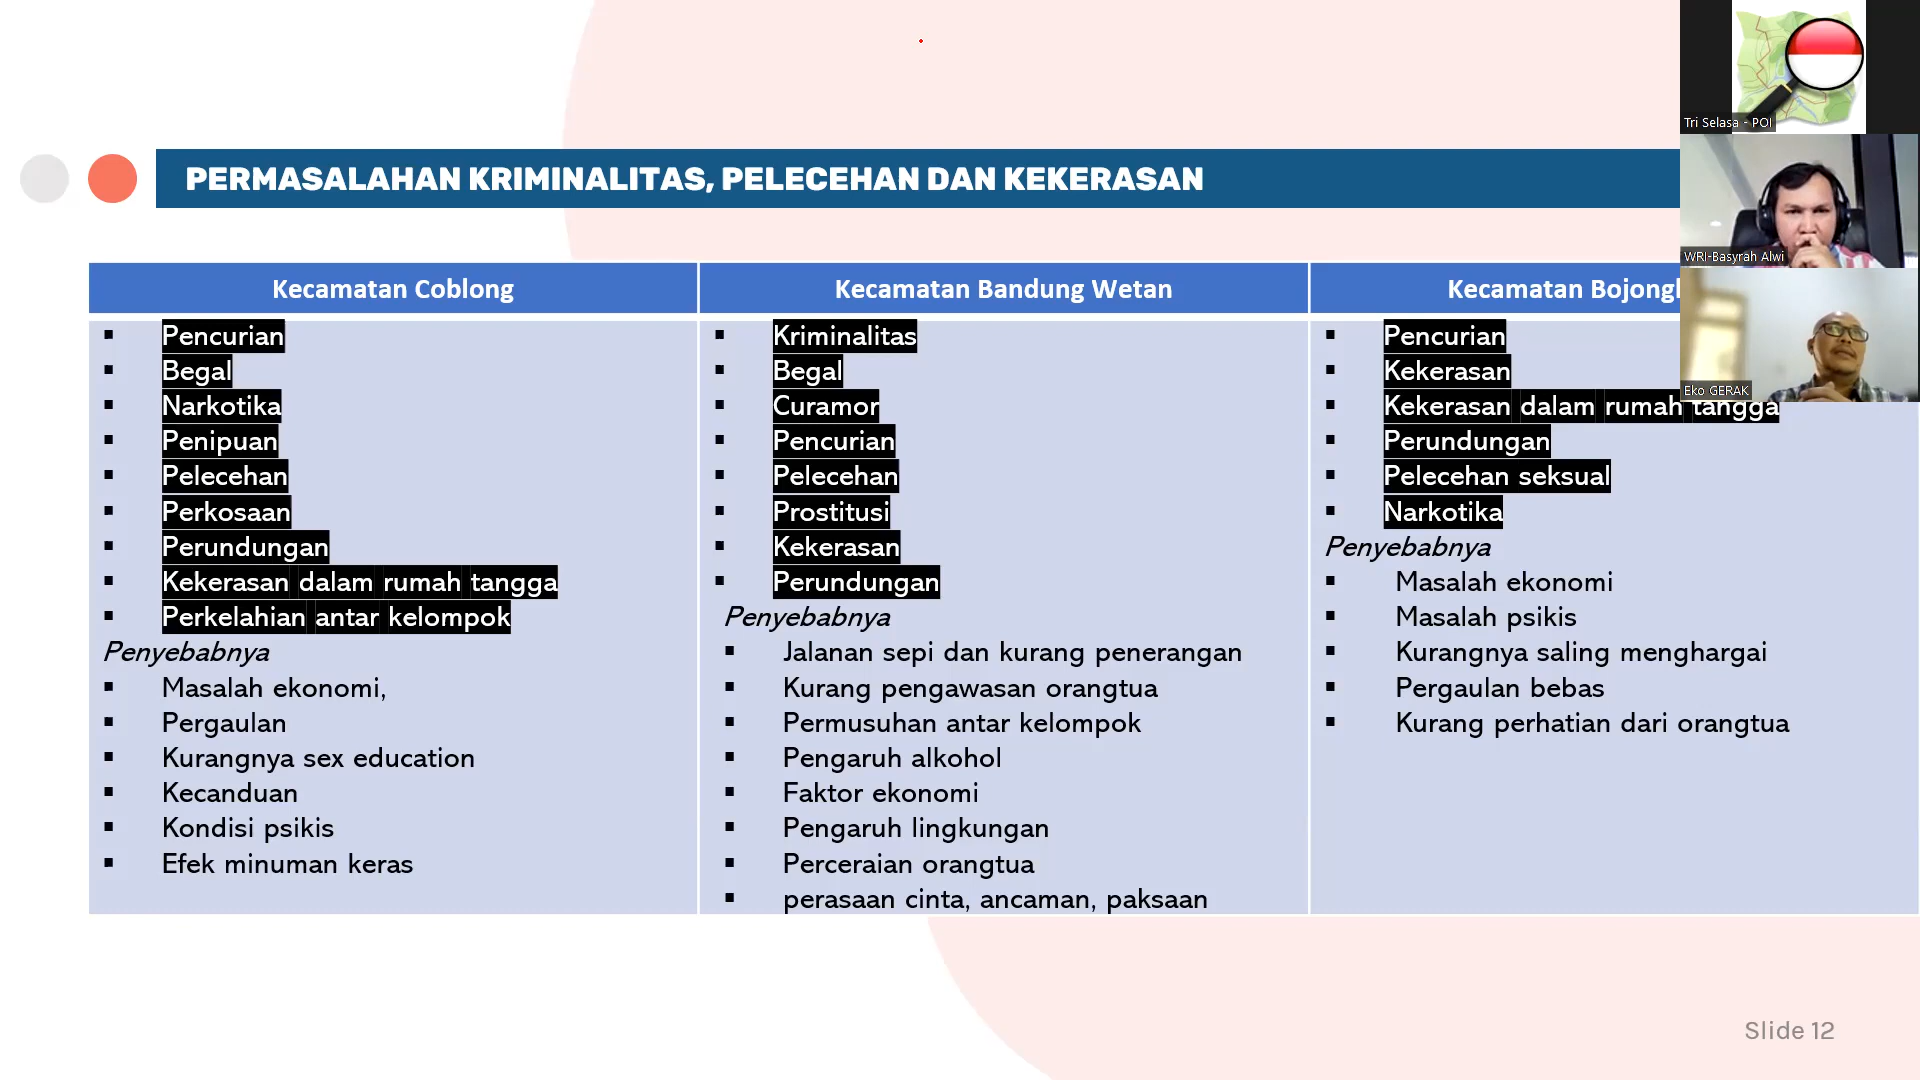 PERMASALAHAN KRIMINALITAS, PELECEHAN DAN KEKERASAN
Kecamatan Coblong
Pencurian
Begal
Narkotika
Penipuan
Pelecehan
Perkosaan
Perundungan
Kekerasan dalam rumah tangga
Perkelahian antar kelompok
Penyebabnya
Masalah ekonomi,
Pergaulan
Kurangnya sex education
Kecanduan
Kondisi psikis
Efek minuman keras
Kecamatan Bandung Wetan
Kriminalitas
Begal
Curamor
Pencurian
Pelecehan
Prostitusi
Kekerasan
Perundungan
Penyebabnya
Jalanan sepi dan kurang penerangan
Kurang pengawasan orangtua
Permusuhan antar kelompok
Pengaruh alkohol
Faktor ekonomi
Pengaruh lingkungan
Perceraian orangtua
perasaan cinta, ancaman, paksaan
Kecamatan
Pencurian
Kekerasan
Kekerasan dalam rumah tangga
Perundungan
Pelecehan seksual
Narkotika
Penyebabnya
Masalah ekonomi
Masalah psikis
Kurangnya saling menghargai
Pergaulan bebas
Kurang perhatian dari orangtua
Tri Selasa - POI
WRI-Basyrah Alwi
Eko GERAK
Slide 12